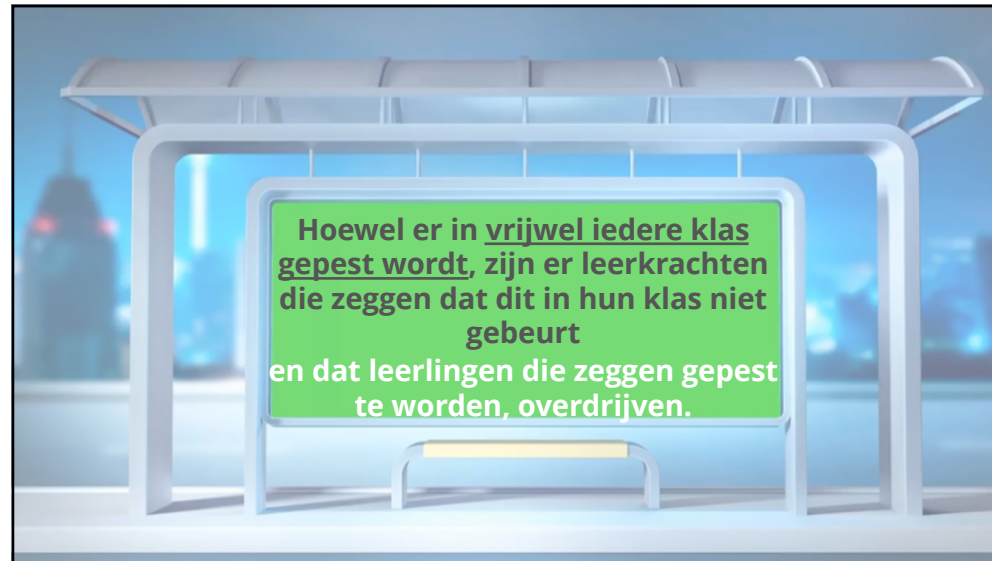 Hoewel er in vrijwel iedere klas
gepest wordt, zijn er leerkrachten
die zeggen dat dit in hun klas niet
gebeurt
en dat leerlingen die zeggen gepest
te worden, overdrijven.